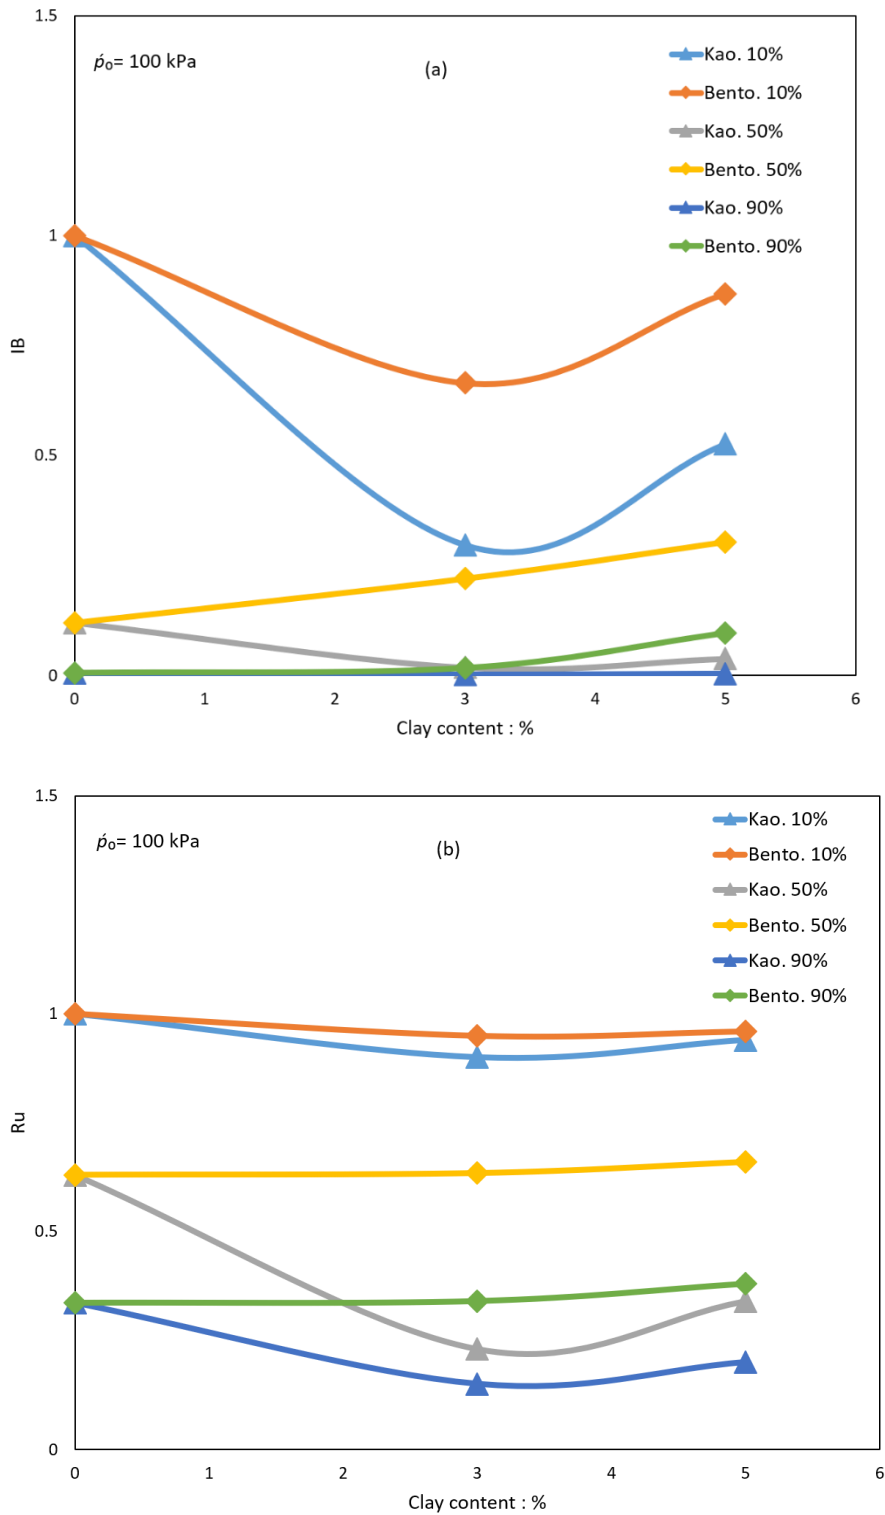 1.5
ṕ₀= 100 kPa
(a)
Kao. 10%
Bento. 10%
Kao. 50%
Bento. 50%
Kao. 90%
Bento. 90%
1
IB
0.5
0
0 1 2 3 4 5 6
Clay content : %
1.5
ṕ₀= 100 kPa
(b)
Kao. 10%
Bento. 10%
Kao. 50%
Bento. 50%
Kao. 90%
Bento. 90%
1
Ru
0.5
0
0 1 2 3 4 5 6
Clay content : %